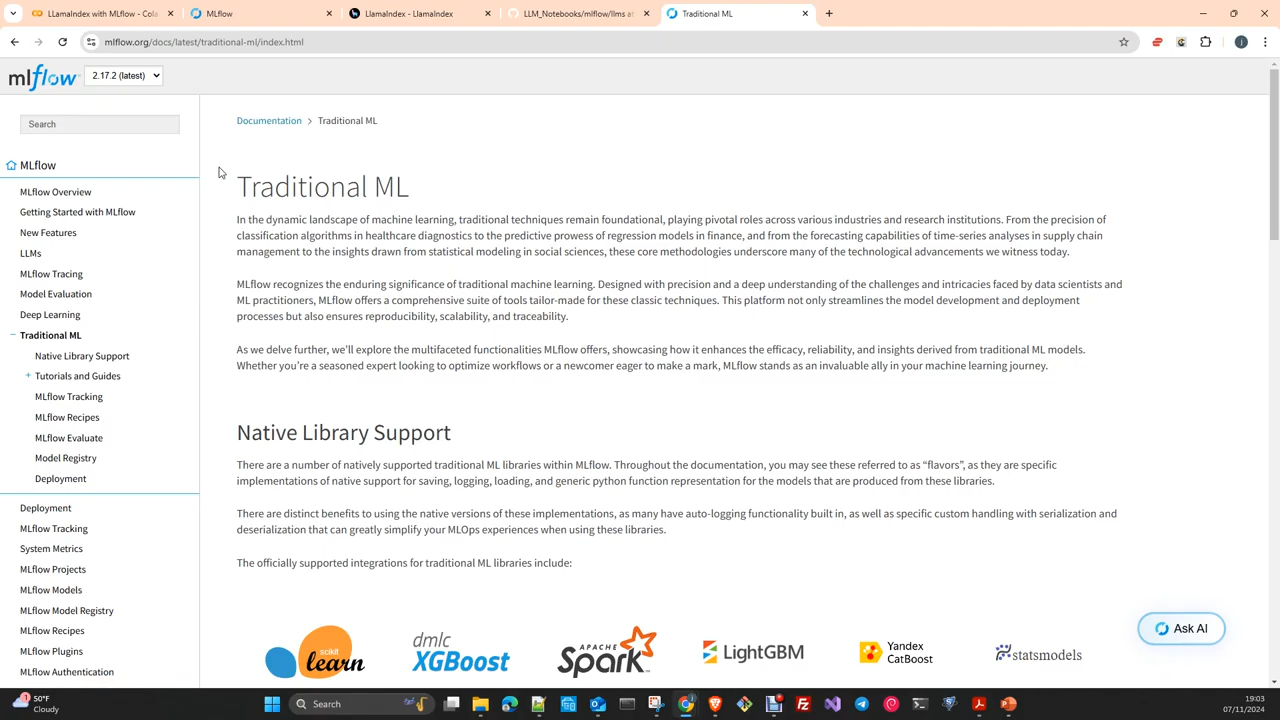 LLamaIndex with MLflow - Cola
MLflow
LlamaIndex - LlamaIndex
LLM_Notebooks/mlflow/llms at
Traditional ML
mlflow.org/docs/latest/traditional-ml/index.html
mlflow
2.17.2 (latest)
Search
MLflow
MLflow Overview
Getting Started with MLflow
New Features
LLMs
MLflow Tracing
Model Evaluation
Deep Learning
Traditional ML
Native Library Support
Tutorials and Guides
MLflow Tracking
MLflow Recipes
MLflow Evaluate
Model Registry
Deployment
Deployment
MLflow Tracking
System Metrics
MLflow Projects
MLflow Models
MLflow Model Registry
MLflow Recipes
MLflow Plugins
MLflow Authentication
Documentation > Traditional ML
Traditional ML
In the dynamic landscape of machine learning, traditional techniques remain foundational, playing pivotal roles across various industries and research institutions. From the precision of
classification algorithms in healthcare diagnostics to the predictive prowess of regression models in finance, and from the forecasting capabilities of time-series analyses in supply chain
management to the insights drawn from statistical modeling in social sciences, these core methodologies underscore many of the technological advancements we witness today.
MLflow recognizes the enduring significance of traditional machine learning. Designed with precision and a deep understanding of the challenges and intricacies faced by data scientists and
ML practitioners, MLflow offers a comprehensive suite of tools tailor-made for these classic techniques. This platform not only streamlines the model development and deployment
processes but also ensures reproducibility, scalability, and traceability.
As we delve further, we'll explore the multifaceted functionalities MLflow offers, showcasing how it enhances the efficacy, reliability, and insights derived from traditional ML models.
Whether you're a seasoned expert looking to optimize workflows or a newcomer eager to make a mark, MLflow stands as an invaluable ally in your machine learning journey.
Native Library Support
There are a number of natively supported traditional ML libraries within MLflow. Throughout the documentation, you may see these referred to as “flavors”, as they are specific
implementations of native support for saving, logging, loading, and generic python function representation for the models that are produced from these libraries.
There are distinct benefits to using the native versions of these implementations, as many have auto-logging functionality built in, as well as specific custom handling with serialization and
deserialization that can greatly simplify your MLOps experiences when using these libraries.
The officially supported integrations for traditional ML libraries include:
scikit
learn
dmlc
XGBoost
APACHE
Spark
LightGBM
Yandex
CatBoost
statsmodels
Ask AI
1
50°F
Cloudy
Search
19:03
07/11/2024